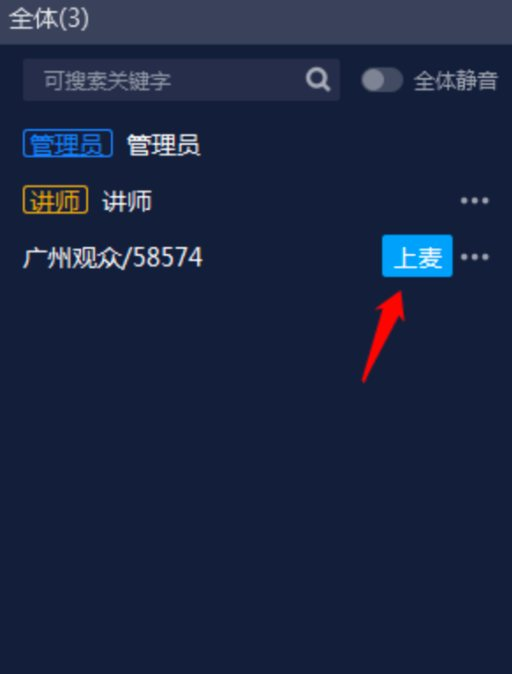 全体(3)
可搜索关键字 全体静音
管理员 管理员
讲师 讲师
广州观众/58574 上麦